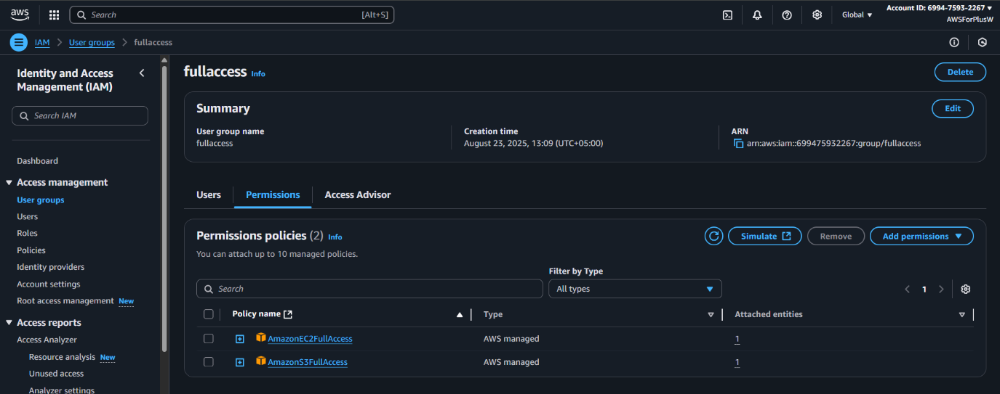 aws
Search [Alt+S]
Global
Account ID: 6994-7593-2267
AWSForPlusW
IAM > User groups > fullaccess
Identity and Access Management (IAM)
Search IAM
Dashboard
Access management
User groups
Users
Roles
Policies
Identity providers
Account settings
Root access management New
Access reports
Access Analyzer
Resource analysis New
Unused access
Analyzer settings
fullaccess Info
Delete
Summary
Edit
User group name
fullaccess
Creation time
August 23, 2025, 13:09 (UTC+05:00)
ARN
arn:aws:iam::699475932267:group/fullaccess
Users Permissions Access Advisor
Permissions policies (2) Info
Simulate Remove Add permissions
You can attach up to 10 managed policies.
Filter by Type
Search All types 1
Policy name Type Attached entities
AmazonEC2FullAccess AWS managed 1
AmazonS3FullAccess AWS managed 1